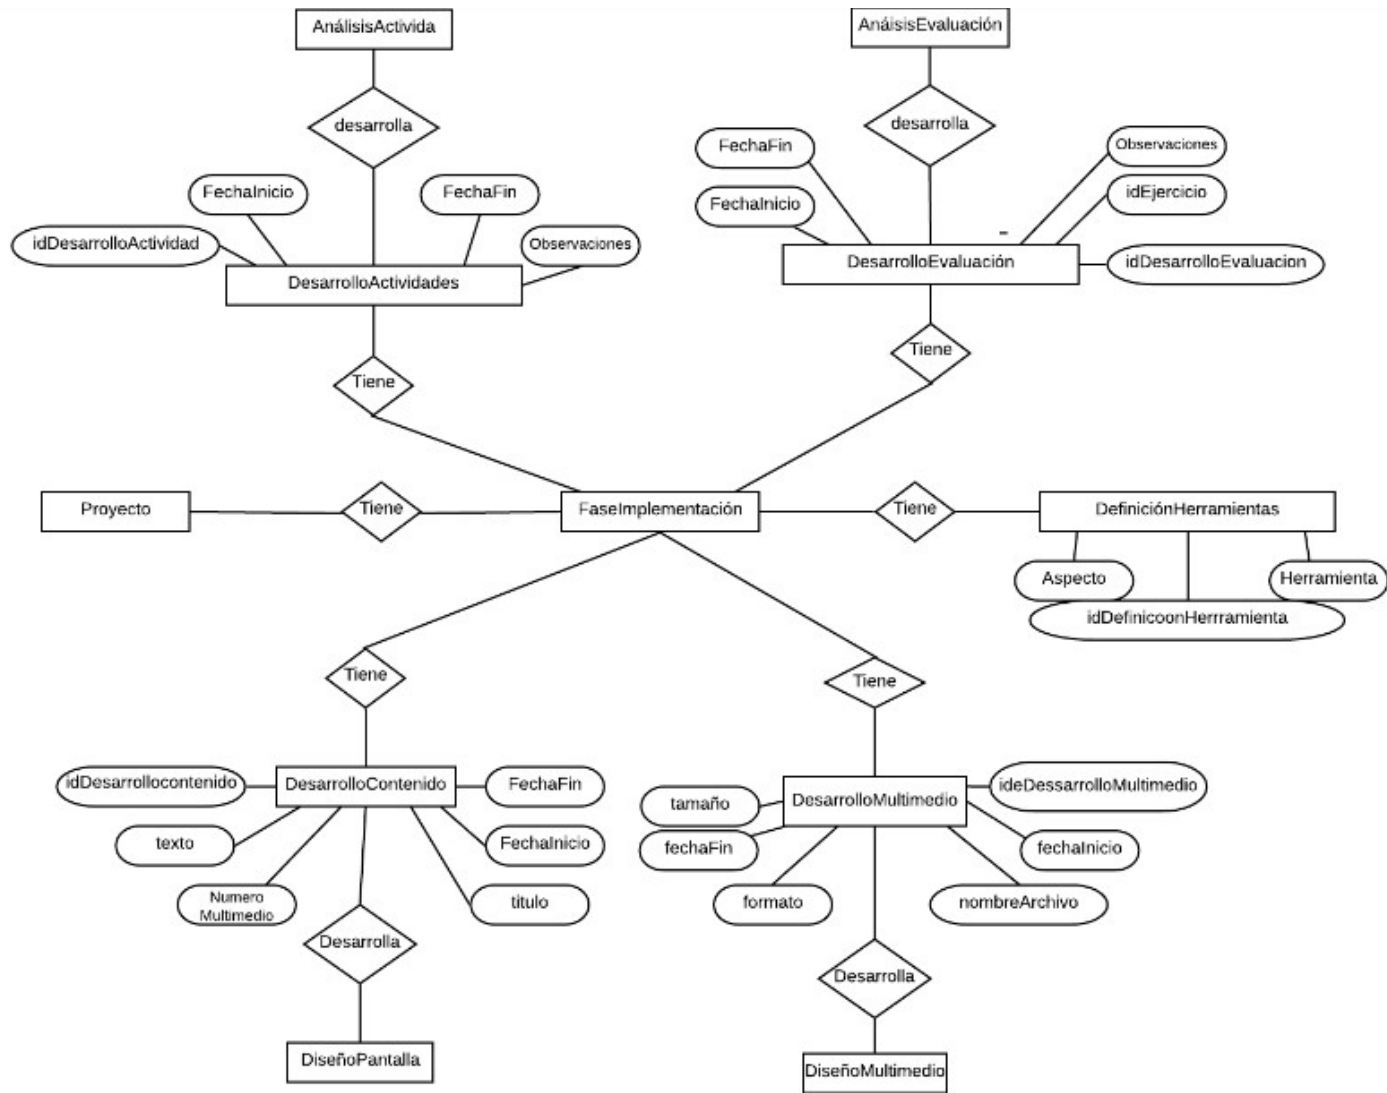 AnálisisActivida
AnáisisEvaluación
desarrolla
desarrolla
FechaFin
Observaciones
FechaInicio
FechaFin
FechaInicio
idEjercicio
idDesarrolloActividad
Observaciones
DesarrolloEvaluación
idDesarrolloEvaluacion
DesarrolloActividades
Tiene
Tiene
Proyecto
Tiene
FaseImplementación
Tiene
DefiniciónHerramientas
Aspecto
Herramienta
idDefinicoonHerrramienta
Tiene
Tiene
idDesarrollocontenido
DesarrolloContenido
FechaFin
tamaño
DesarrolloMultimedio
ideDessarrolloMultimedio
texto
FechaInicio
fechaFin
fechaInicio
Numero
Multimedio
titulo
formato
nombreArchivo
Desarrolla
Desarrolla
DiseñoPantalla
DiseñoMultimedio